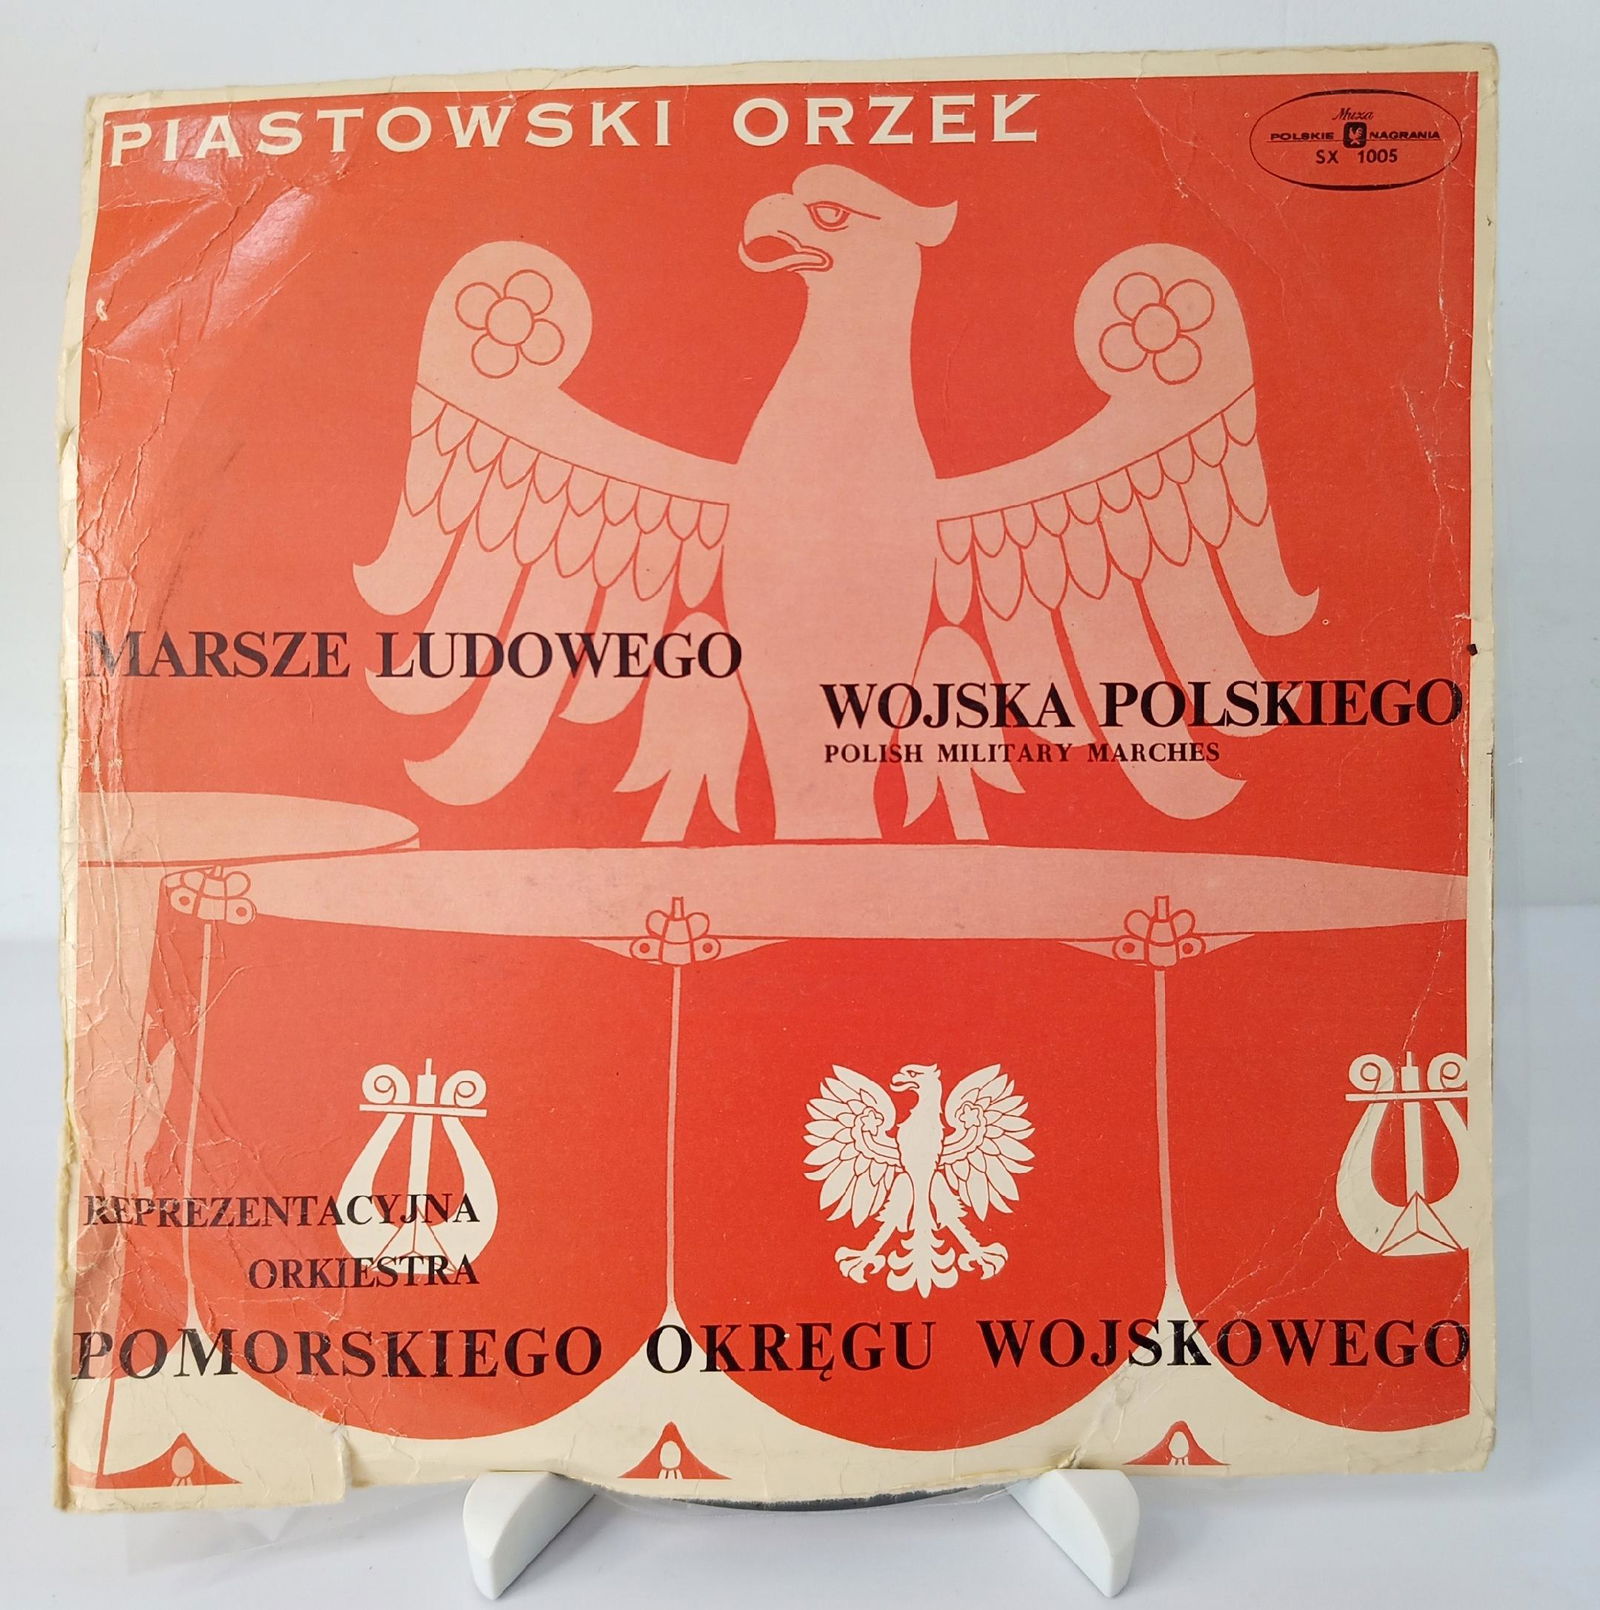 PIASTOWSKI ORZEŁ
Muza
POLSKIE NAGRANIA
SX 1005
MARSZE LUDOWEGO
WOJSKA POLSKIEGO
POLISH MILITARY MARCHES
REPREZENTACYJNA
ORKIESTRA
POMORSKIEGO OKRĘGU WOJSKOWEGO